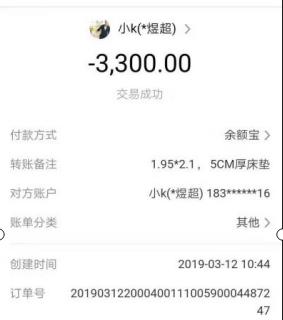 小k(*煜超)
-3,300.00
交易成功
付款方式 余额宝
转账备注 1.95*2.1，5CM厚床垫
对方账户 小k(*煜超) 183******16
账单分类 其他
创建时间 2019-03-12 10:44
订单号 20190312200040011100590004487​2
47